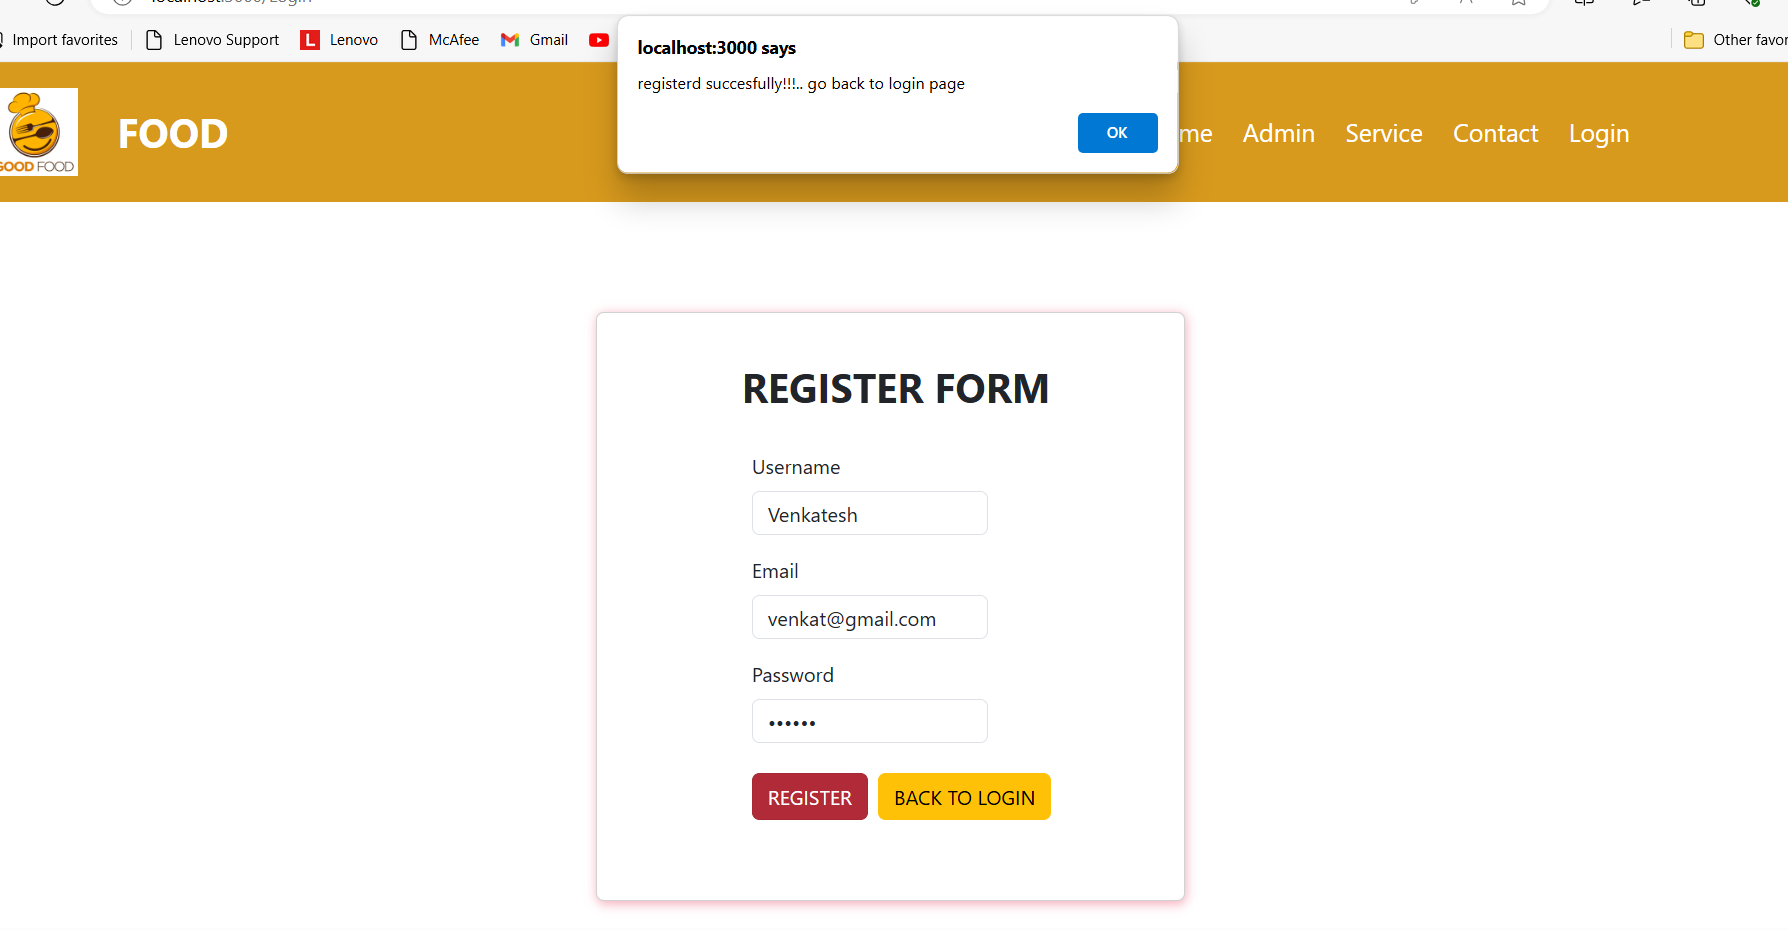 Import favorites
Lenovo Support
L Lenovo
McAfee
Gmail
Other favor
localhost:3000 says
registerd succesfully!!!.. go back to login page
OK
GOOD FOOD
FOOD
me
Admin
Service
Contact
Login
REGISTER FORM
Username
Venkatesh
Email
venkat@gmail.com
Password
••••••
REGISTER
BACK TO LOGIN